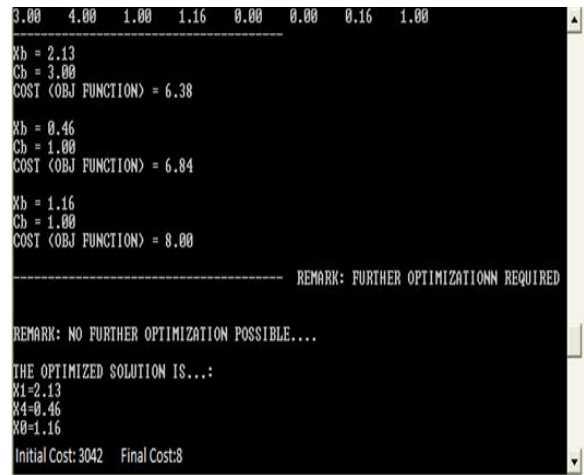 3.00 4.00 1.00 1.16 0.00 0.00 0.16 1.00
Xb = 2.13
Cb = 3.00
COST (OBJ FUNCTION) = 6.38
Xb = 0.46
Cb = 1.00
COST (OBJ FUNCTION) = 6.84
Xb = 1.16
Cb = 1.00
COST (OBJ FUNCTION) = 8.00
REMARK: FURTHER OPTIMIZATIONN REQUIRED
REMARK: NO FURTHER OPTIMIZATION POSSIBLE....
THE OPTIMIZED SOLUTION IS...:
X1=2.13
X4=0.46
X0=1.16
Initial Cost: 3042 Final Cost:8